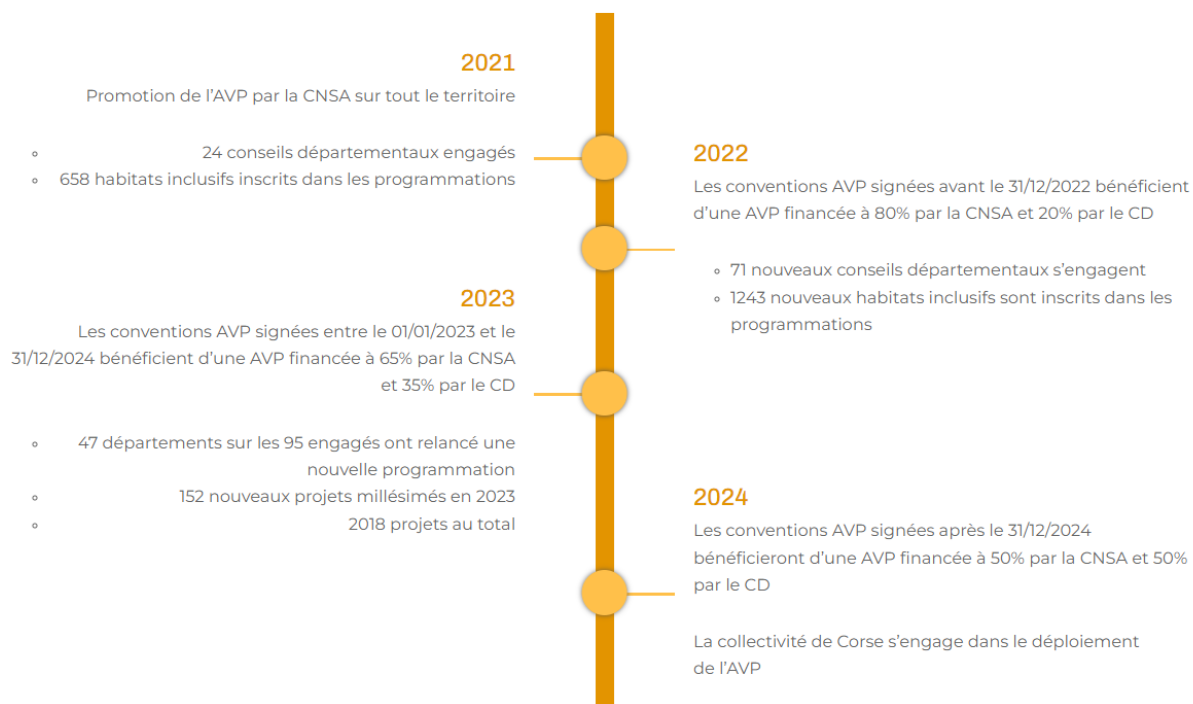 2021
Promotion de l’AVP par la CNSA sur tout le territoire
24 conseils départementaux engagés
658 habitats inclusifs inscrits dans les programmations
2022
Les conventions AVP signées avant le 31/12/2022 bénéficient
d’une AVP financée à 80% par la CNSA et 20% par le CD
71 nouveaux conseils départementaux s’engagent
1243 nouveaux habitats inclusifs sont inscrits dans les
programmations
2023
Les conventions AVP signées entre le 01/01/2023 et le
31/12/2024 bénéficient d’une AVP financée à 65% par la CNSA
et 35% par le CD
47 départements sur les 95 engagés ont relancé une
nouvelle programmation
152 nouveaux projets millésimés en 2023
2018 projets au total
2024
Les conventions AVP signées après le 31/12/2024
bénéficieront d’une AVP financée à 50% par la CNSA et 50%
par le CD
La collectivité de Corse s’engage dans le déploiement
de l’AVP